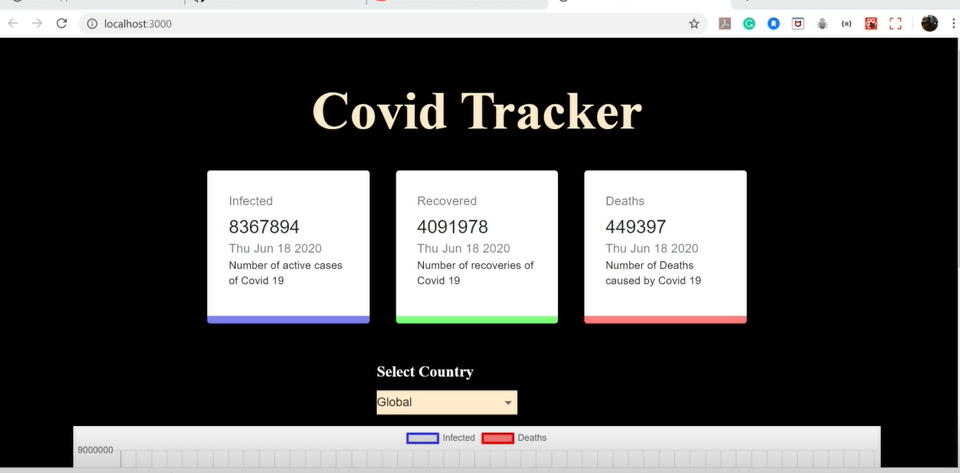 localhost:3000
Covid Tracker
Infected
8367894
Thu Jun 18 2020
Number of active cases
of Covid 19
Recovered
4091978
Thu Jun 18 2020
Number of recoveries of
Covid 19
Deaths
449397
Thu Jun 18 2020
Number of Deaths
caused by Covid 19
Select Country
Global
Infected Deaths
9000000